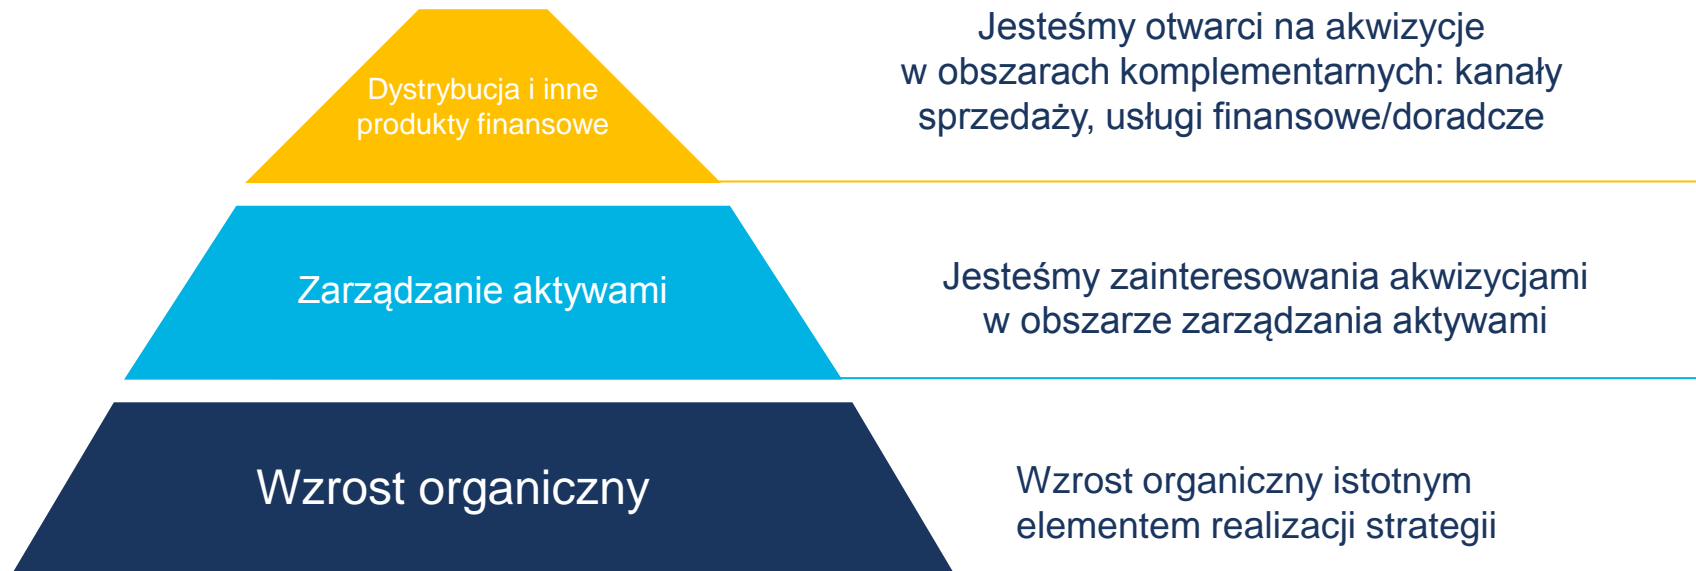 Dystrybucja i inne
produkty finansowe
Jesteśmy otwarci na akwizycje
w obszarach komplementarnych: kanały
sprzedaży, usługi finansowe/doradcze
Zarządzanie aktywami
Jesteśmy zainteresowania akwizycjami
w obszarze zarządzania aktywami
Wzrost organiczny
Wzrost organiczny istotnym
elementem realizacji strategii